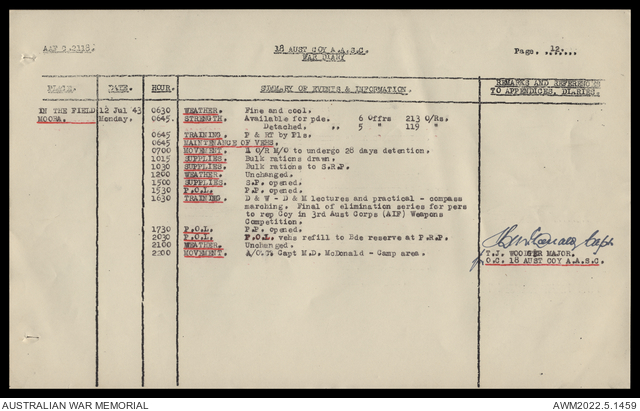 AAF C.2118.
18 AUST COY A.A.S.C.
WAR DIARY
Page. ..12...
PLACE. DATE. HOUR. SUMMARY OF EVENTS & INFORMATION. REMARKS AND REFERENCES
TO APPENDICES, DIARIES.
IN THE FIELD 12 Jul 43 0630 WEATHER. Fine and cool.
MOORA. Monday. 0645. STRENGTH. Available for pde. 6 Offrs 213 O/Rs.
Detached. „ 5 " 119 "
0645 TRAINING. P & RT by Pls.
0645 MAINTENANCE OF VEHS.
0700 MOVEMENT. 1 O/R M/O to undergo 28 days detention.
1015 SUPPLIES. Bulk rations drawn.
1030 SUPPLIES. Bulk rations to S.R.P.
1200 WEATHER. Unchanged.
1500 SUPPLIES. S.P. opened.
1530 P.O.L. P.P. opened.
1630 TRAINING. D & W - D & M lectures and practical - compass
marching. Final of elimination series for pers
to rep Coy in 3rd Aust Corps (AIF) Weapons
Competition.
1730 P.O.L. P.P. opened.
2030 P.O.L. P.O.L. vehs refill to Bde reserve at P.R.P.
2100 WEATHER. Unchanged.
2200 MOVEMENT. A/O.C. Capt M.D. McDonald - Camp area.
Capt
for T.J. WOOSTER MAJOR.
O.C. 18 AUST COY A.A.S.C.
AUSTRALIAN WAR MEMORIAL
AWM2022.5.1459